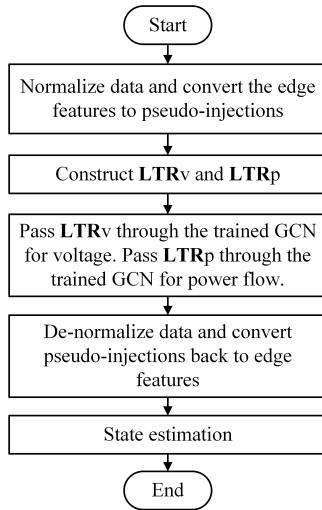 Start
Normalize data and convert the edge
features to pseudo-injections
Construct LTRv and LTRp
Pass LTRv through the trained GCN
for voltage. Pass LTRp through the
trained GCN for power flow.
De-normalize data and convert
pseudo-injections back to edge
features
State estimation
End